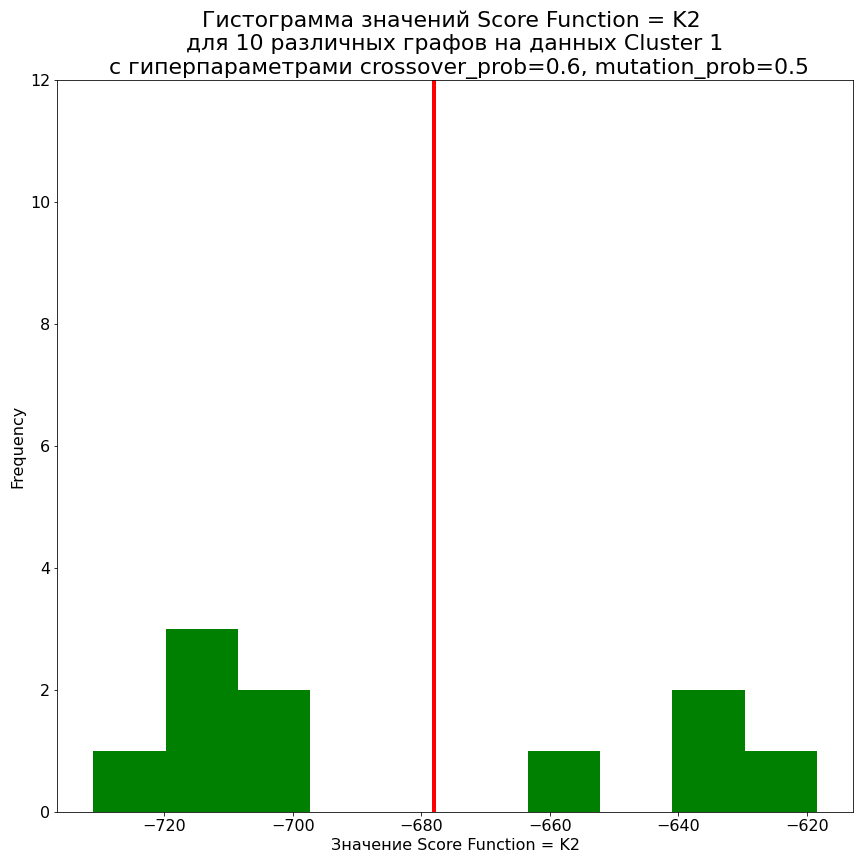 Гистограмма значений Score Function = K2
для 10 различных графов на данных Cluster 1
с гиперпараметрами crossover_prob=0.6, mutation_prob=0.5
12
10
8
6
4
2
0
Frequency
−720
−700
−680
−660
−640
−620
Значение Score Function = K2